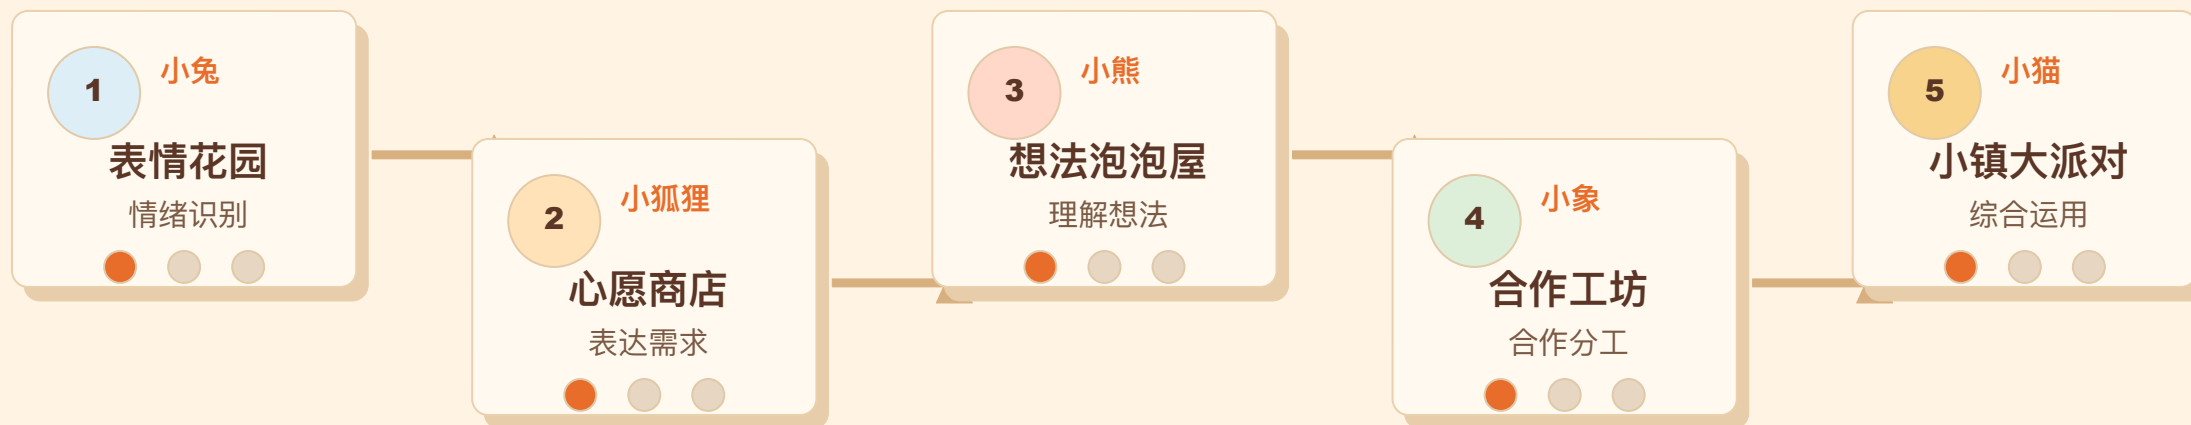 1
小兔
表情花园
情绪识别
2
小狐狸
心愿商店
表达需求
3
小熊
想法泡泡屋
理解想法
4
小象
合作工坊
合作分工
5
小猫
小镇大派对
综合运用